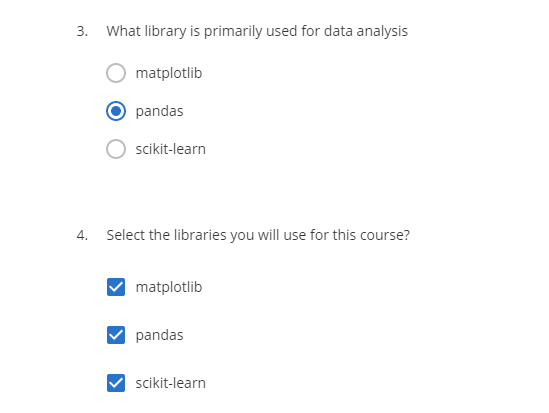 3. What library is primarily used for data analysis
matplotlib
pandas
scikit-learn
4. Select the libraries you will use for this course?
matplotlib
pandas
scikit-learn